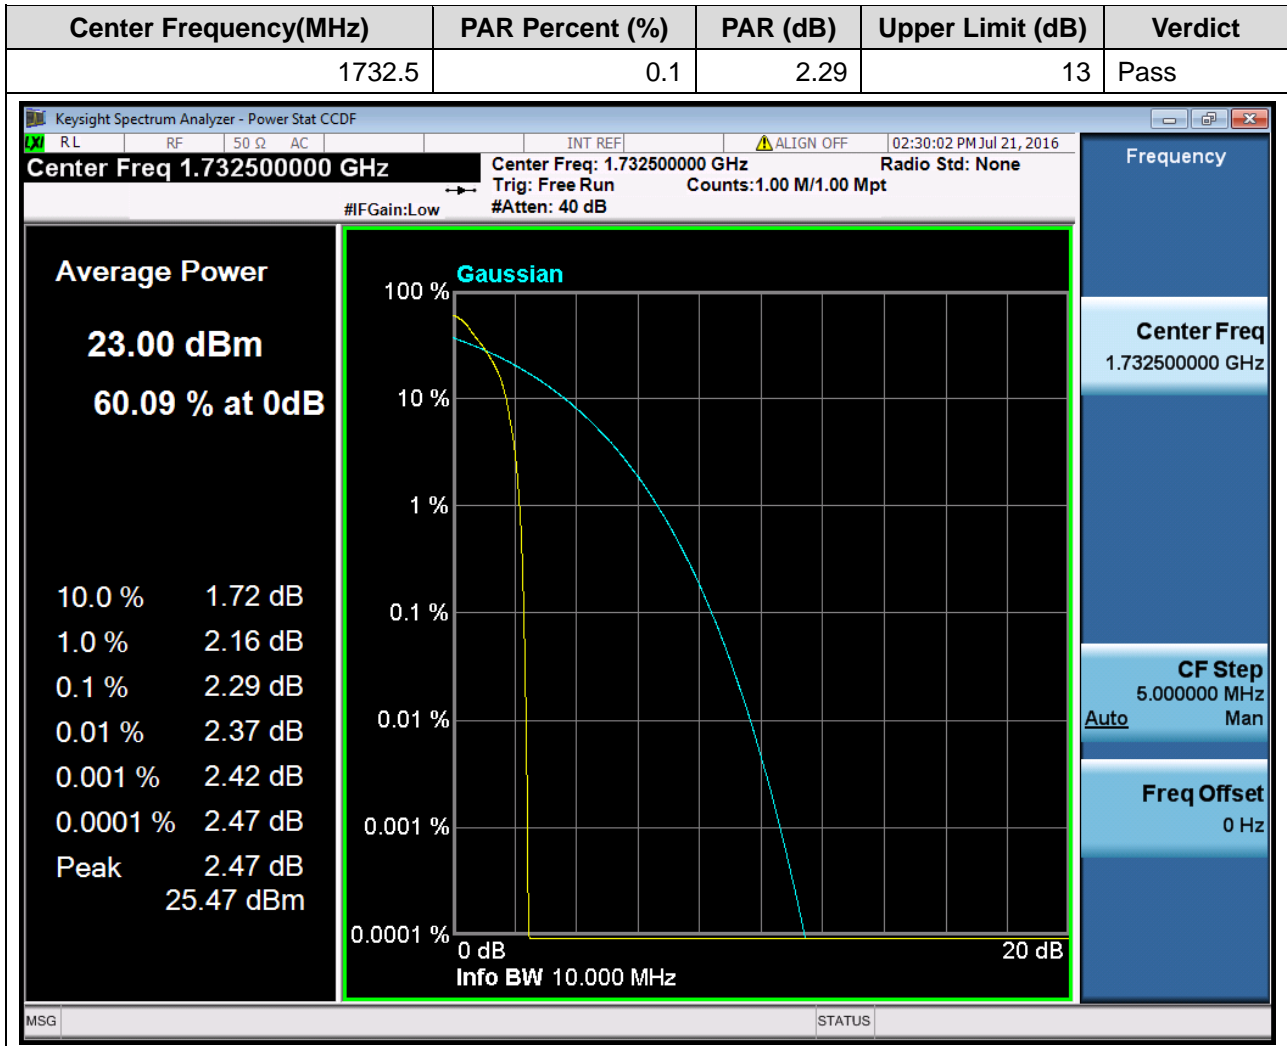 Center Frequency(MHz) PAR Percent (%) PAR (dB) Upper Limit (dB) Verdict
1732.5 0.1 2.29 13 Pass
Keysight Spectrum Analyzer - Power Stat CCDF
LXI RL RF 50 Ω AC INT REF ALIGN OFF 02:30:02 PM Jul 21, 2016
Center Freq 1.732500000 GHz
#IFGain:Low
Center Freq: 1.732500000 GHz Radio Std: None
Trig: Free Run Counts:1.00 M/1.00 Mpt
#Atten: 40 dB
Average Power
23.00 dBm
60.09 % at 0dB
10.0 % 1.72 dB
1.0 % 2.16 dB
0.1 % 2.29 dB
0.01 % 2.37 dB
0.001 % 2.42 dB
0.0001 % 2.47 dB
Peak 2.47 dB
25.47 dBm
Gaussian
100 %
10 %
1 %
0.1 %
0.01 %
0.001 %
0.0001 %
0 dB 20 dB
Info BW 10.000 MHz
Frequency
Center Freq
1.732500000 GHz
CF Step
5.000000 MHz
Auto Man
Freq Offset
0 Hz
MSG STATUS